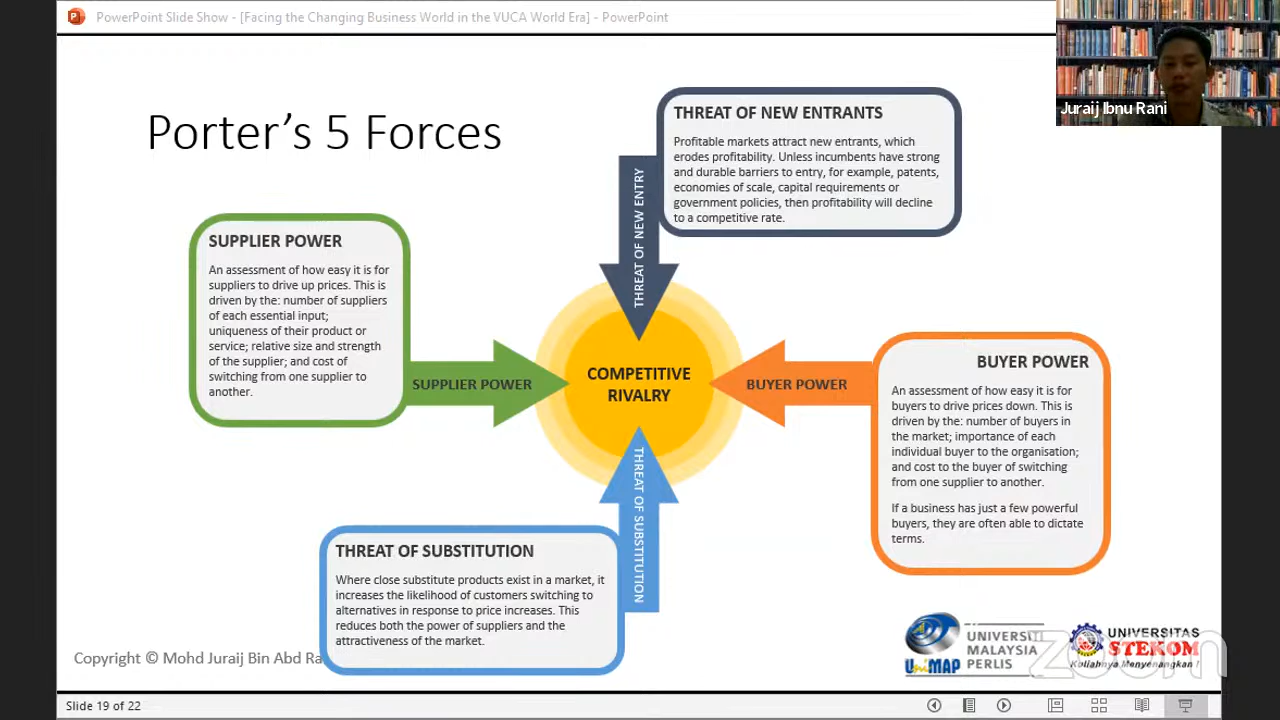 PowerPoint Slide Show - [Facing the Changing Business World in the VUCA World Era] - PowerPoint
Juraij Ibnu Rani
Porter's 5 Forces
THREAT OF NEW ENTRANTS
Profitable markets attract new entrants, which
erodes profitability. Unless incumbents have strong
and durable barriers to entry, for example, patents,
economies of scale, capital requirements or
government policies, then profitability will decline
to a competitive rate.
THREAT OF NEW ENTRY
SUPPLIER POWER
An assessment of how easy it is for
suppliers to drive up prices. This is
driven by the: number of suppliers
of each essential input;
uniqueness of their product or
service; relative size and strength
of the supplier; and cost of
switching from one supplier to
another.
SUPPLIER POWER
COMPETITIVE
RIVALRY
BUYER POWER
BUYER POWER
An assessment of how easy it is for
buyers to drive prices down. This is
driven by the: number of buyers in
the market; importance of each
individual buyer to the organisation;
and cost to the buyer of switching
from one supplier to another.
If a business has just a few powerful
buyers, they are often able to dictate
terms.
THREAT OF SUBSTITUTION
THREAT OF SUBSTITUTION
Where close substitute products exist in a market, it
increases the likelihood of customers switching to
alternatives in response to price increases. This
reduces both the power of suppliers and the
attractiveness of the market.
Copyright © Mohd Juraij Bin Abd Ra
UniMAP
UNIVERSITI
MALAYSIA
PERLIS
UNIVERSITAS
STEKOM
Kuliahnya Menyenangkan !
zoom
Slide 19 of 22